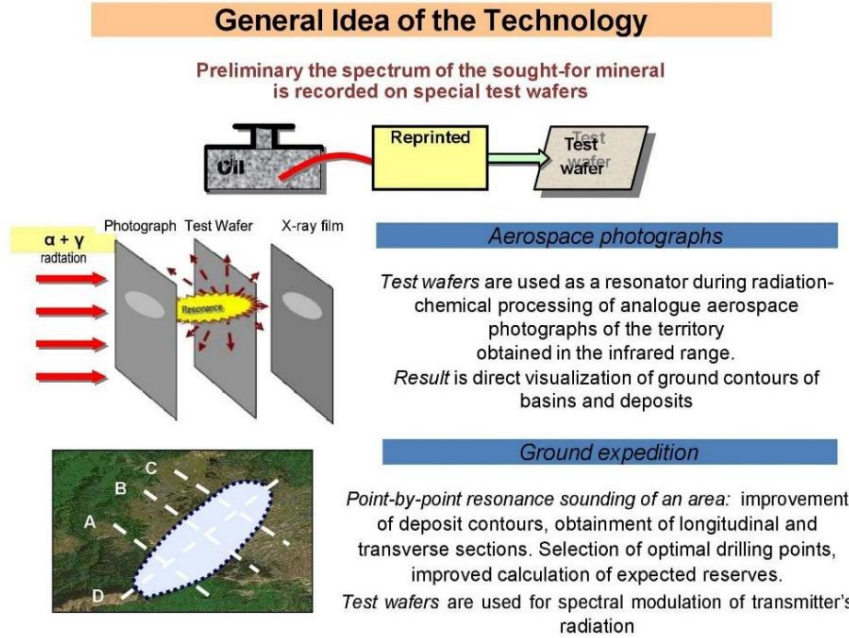 General Idea of the Technology
Preliminary the spectrum of the sought-for mineral
is recorded on special test wafers
Oil
Reprinted
Test
wafer
Test
wafer
Photograph Test Wafer X-ray film
α + γ
radtation
Resonance
Aerospace photographs
Test wafers are used as a resonator during radiation-
chemical processing of analogue aerospace
photographs of the territory
obtained in the infrared range.
Result is direct visualization of ground contours of
basins and deposits
C
B
A
D
Ground expedition
Point-by-point resonance sounding of an area: improvement
of deposit contours, obtainment of longitudinal and
transverse sections. Selection of optimal drilling points,
improved calculation of expected reserves.
Test wafers are used for spectral modulation of transmitter's
radiation